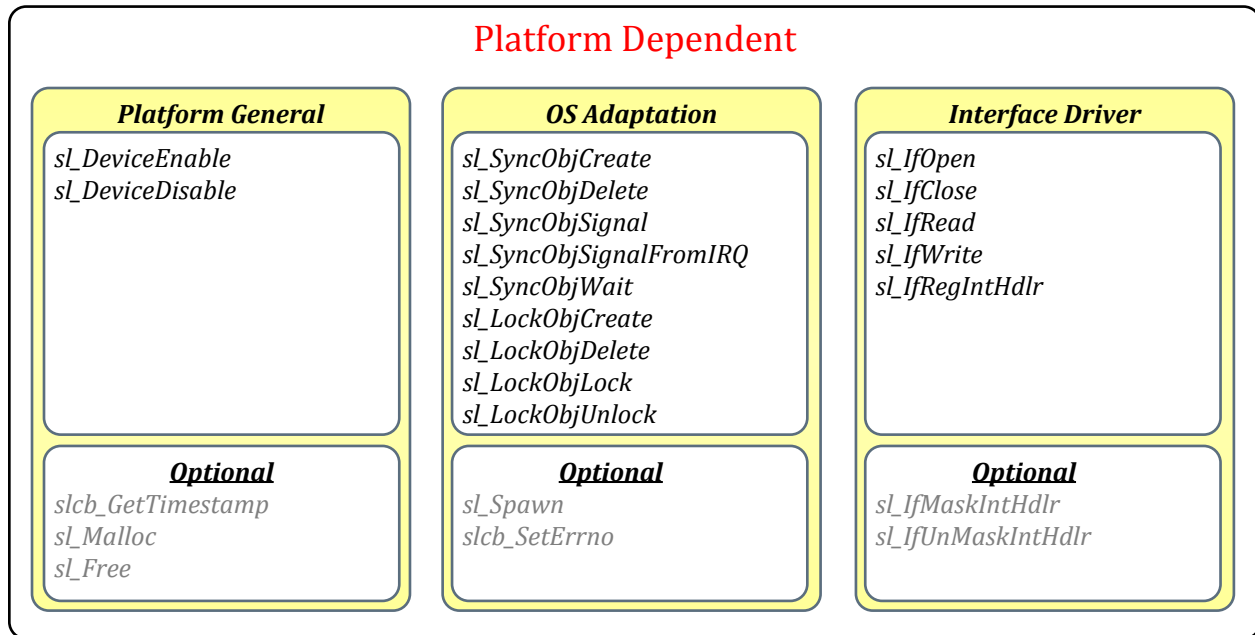 Platform Dependent
Platform General
sl_DeviceEnable
sl_DeviceDisable
Optional
slcb_GetTimestamp
sl_Malloc
sl_Free
OS Adaptation
sl_SyncObjCreate
sl_SyncObjDelete
sl_SyncObjSignal
sl_SyncObjSignalFromIRQ
sl_SyncObjWait
sl_LockObjCreate
sl_LockObjDelete
sl_LockObjLock
sl_LockObjUnlock
Optional
sl_Spawn
slcb_SetErrno
Interface Driver
sl_IfOpen
sl_IfClose
sl_IfRead
sl_IfWrite
sl_IfRegIntHdlr
Optional
sl_IfMaskIntHdlr
sl_IfUnMaskIntHdlr